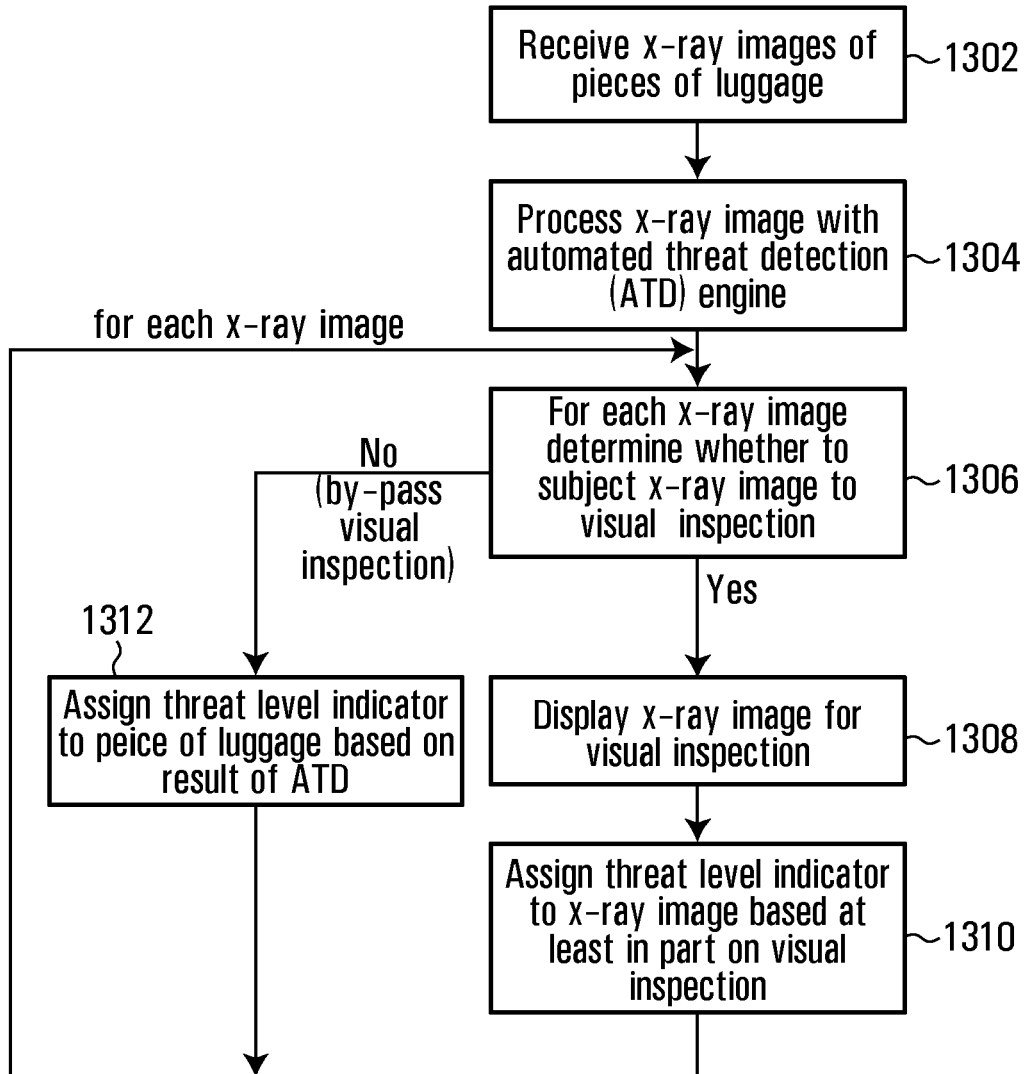 Receive x-ray images of
pieces of luggage
1302
Process x-ray image with
automated threat detection
(ATD) engine
1304
for each x-ray image
For each x-ray image
determine whether to
subject x-ray image to
visual inspection
1306
No
(by-pass
visual
inspection)
Yes
1312
Assign threat level indicator
to peice of luggage based on
result of ATD
Display x-ray image for
visual inspection
1308
Assign threat level indicator
to x-ray image based at
least in part on visual
inspection
1310